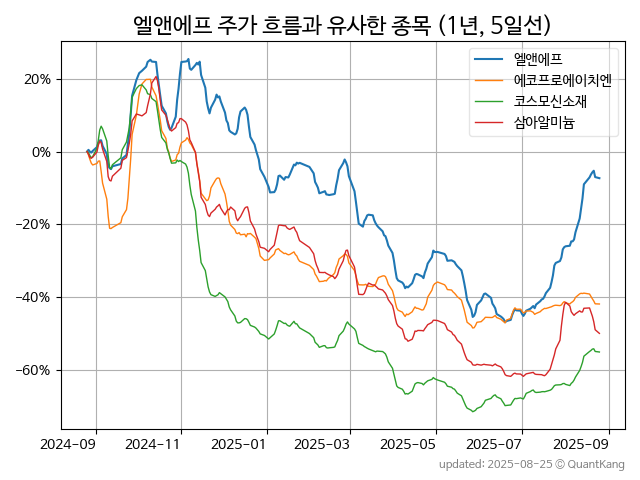 엘앤에프 주가 흐름과 유사한 종목 (1년, 5일선)
엘앤에프
에코프로에이치엔
코스모신소재
삼아알미늄
20%
0%
−20%
−40%
−60%
2024−09
2024−11
2025−01
2025−03
2025−05
2025−07
2025−09
updated: 2025-08-25 © QuantKang